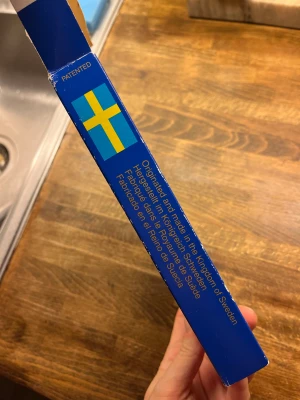 PATENTED
Originated and made in the Kingdom of Sweden
Hergestellt im Königreich Schweden
Fabriqué dans le Royaume de Suède
Fabricado en el Reino de Suecia